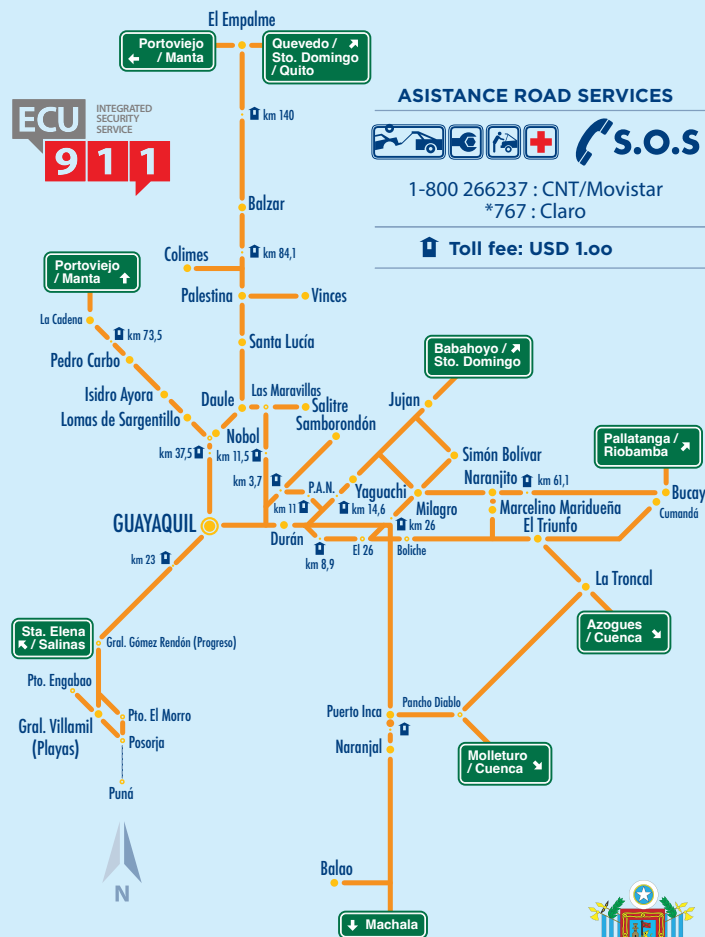 El Empalme
Portoviejo
/ Manta
Quevedo /
Sto. Domingo
/ Quito
ECU
INTEGRATED
SECURITY
SERVICE
911
ASISTANCE ROAD SERVICES
S.O.S
1-800 266237 : CNT/Movistar
*767 : Claro
Toll fee: USD 1.oo
km 140
Balzar
km 84,1
Colimes
Portoviejo
/ Manta
Palestina
Vinces
La Cadena
km 73,5
Santa Lucía
Pedro Carbo
Babahoyo /
Sto. Domingo
Isidro Ayora
Daule
Las Maravillas
Salitre
Jujan
Lomas de Sargentillo
Samborondón
Nobol
Simón Bolívar
Pallatanga /
Riobamba
km 37,5
km 11,5
km 3,7
P.A.N.
Yaguachi
Naranjito
km 61,1
Bucay
Milagro
Marcelino Maridueña
Cumandá
km 11
km 14,6
km 26
El Triunfo
GUAYAQUIL
Durán
El 26
Boliche
km 8,9
km 23
La Troncal
Sta. Elena
/ Salinas
Gral. Gómez Rendón (Progreso)
Azogues
/ Cuenca
Pto. Engabao
Gral. Villamil
(Playas)
Pto. El Morro
Posorja
Puerto Inca
Pancho Diablo
Naranjal
Molleturo
/ Cuenca
Puná
N
Balao
Machala